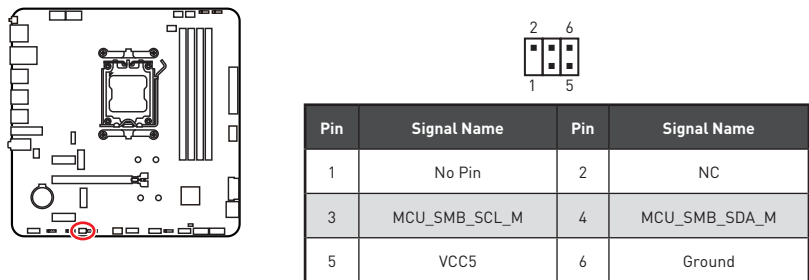 2 6
1 5
Pin Signal Name Pin Signal Name
1 No Pin 2 NC
3 MCU_SMB_SCL_M 4 MCU_SMB_SDA_M
5 VCC5 6 Ground